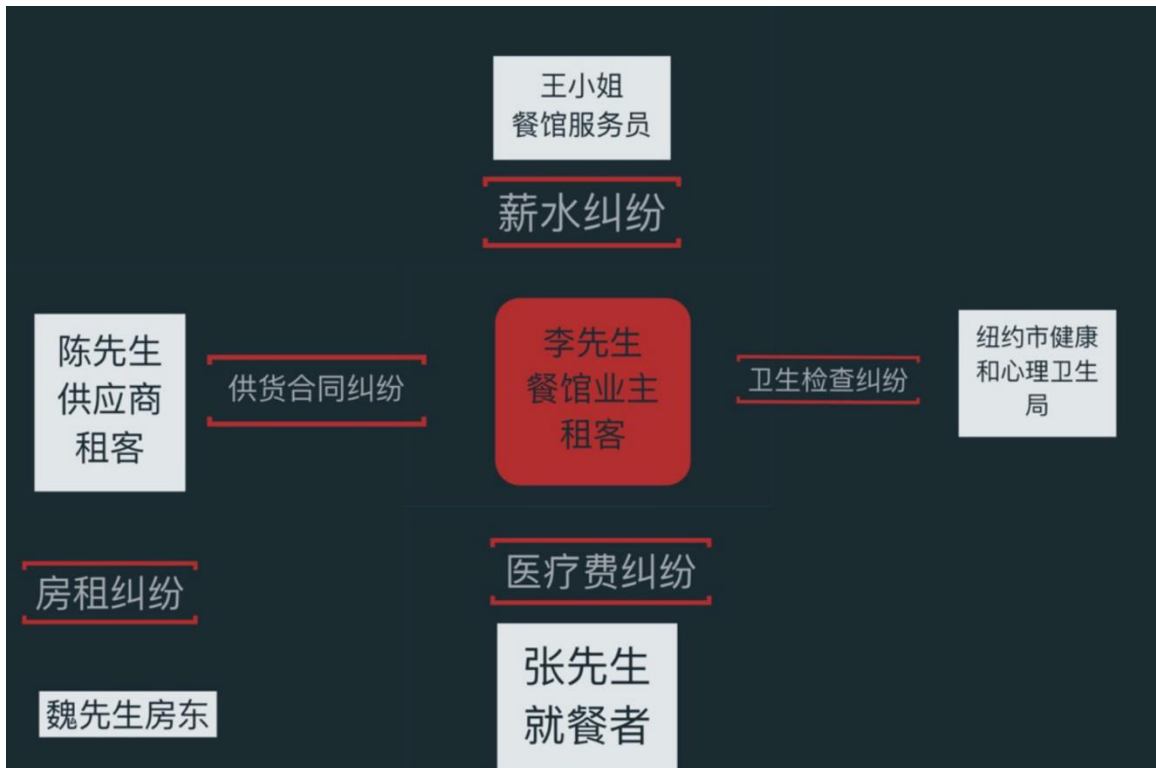 王小姐
餐馆服务员
薪水纠纷
陈先生
供应商
租客
供货合同纠纷
李先生
餐馆业主
租客
卫生检查纠纷
纽约市健康
和心理卫生
局
房租纠纷
医疗费纠纷
魏先生房东
张先生
就餐者